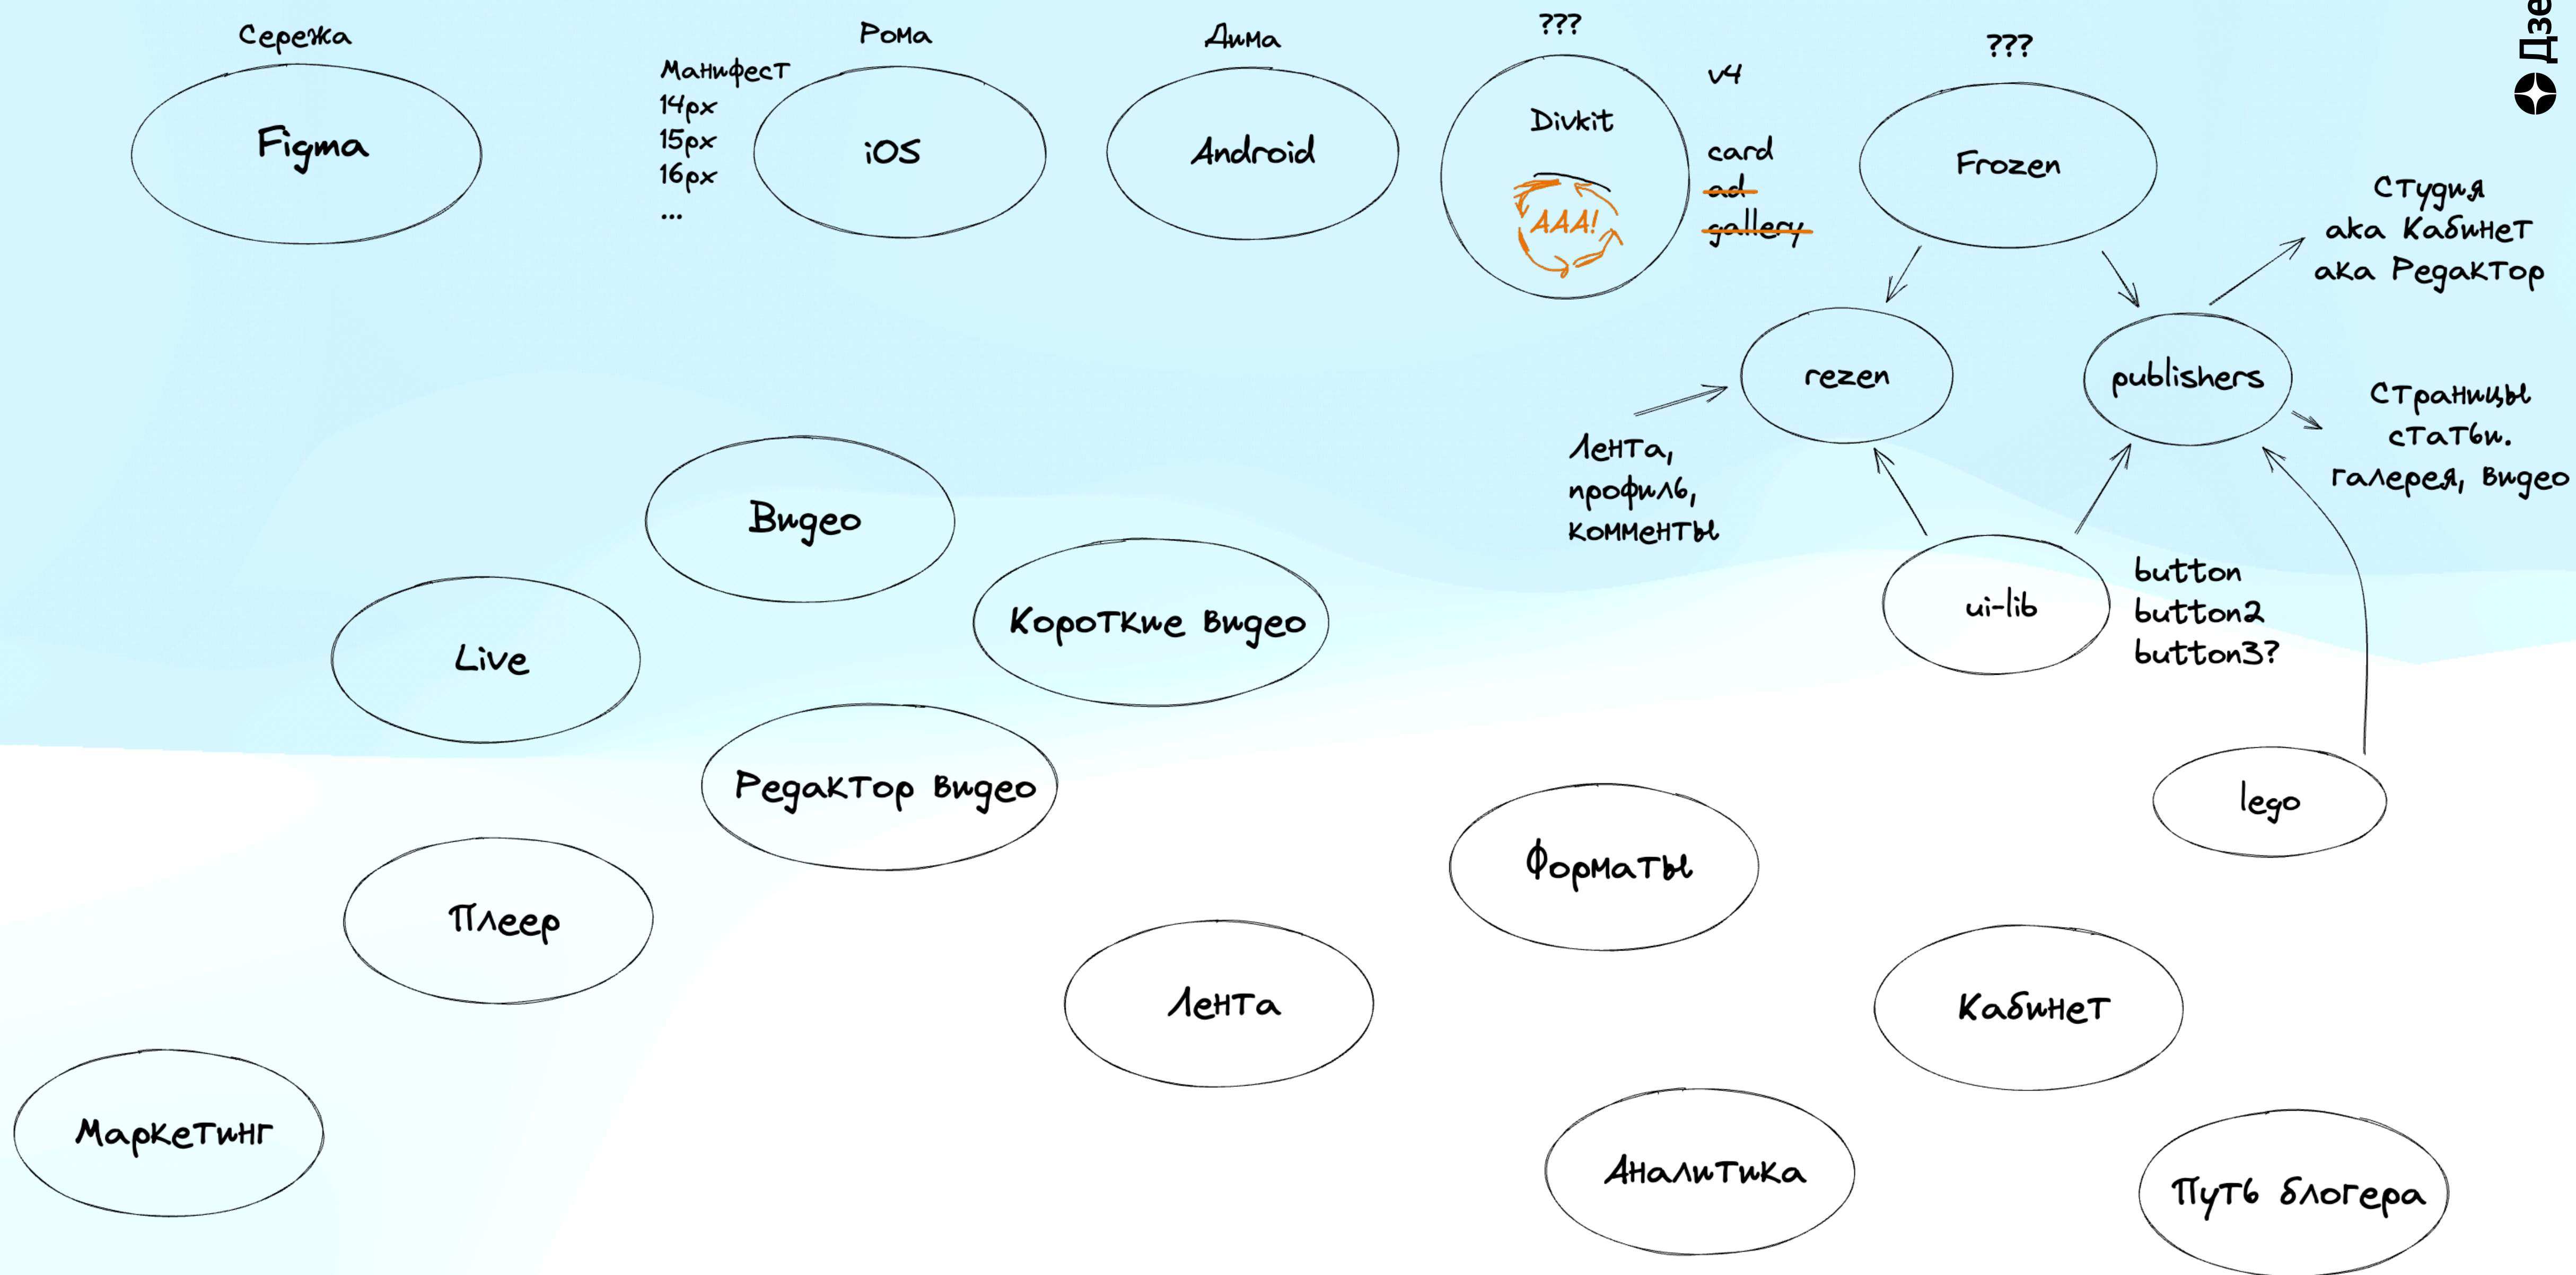 Сережа
Figma
Манифест
14px
15px
16px
...
Рома
iOS
Дима
Android
???
Divkit
AAA!
v4
card
ad
gallery
???
Frozen
Студия
aka Кабинет
aka Редактор
rezen
publishers
Лента,
профиль,
комменты
Страницы
статьи.
галерея, видео
ui-lib
button
button2
button3?
lego
Видео
Короткие видео
Live
Редактор видео
Плеер
Форматы
Лента
Кабинет
Маркетинг
Аналитика
Путь блогера